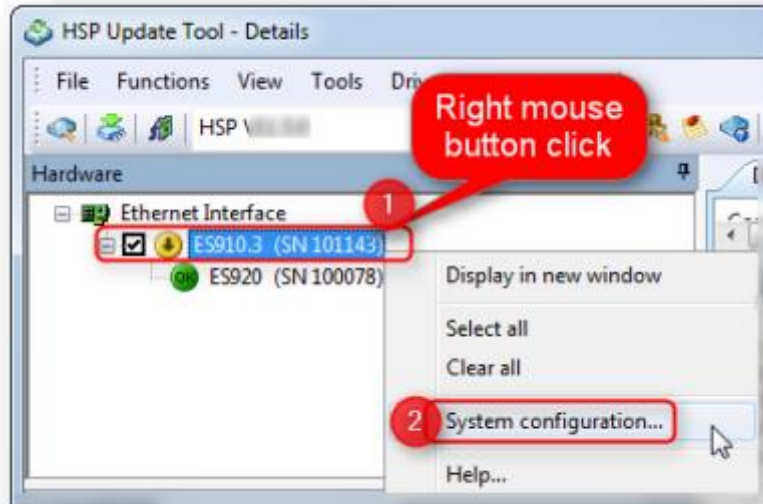 HSP Update Tool - Details
File Functions View Tools
HSP
Right mouse
button click
Hardware
1
Ethernet Interface
ES910.3 (SN 101143)
OK ES920 (SN 100078)
Display in new window
Select all
Clear all
2 System configuration...
Help...